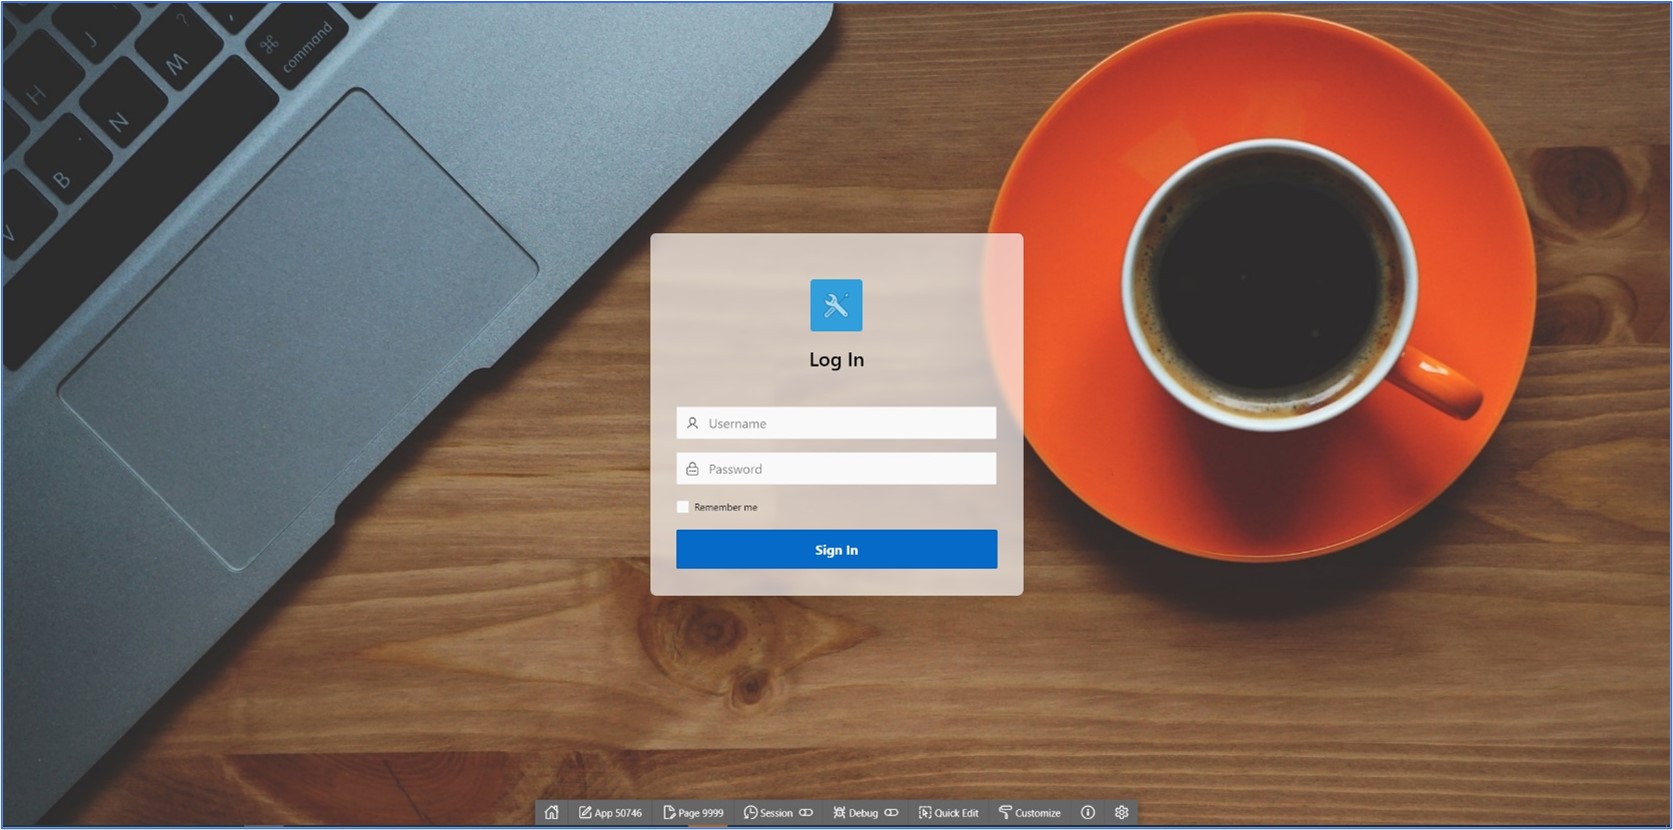 J
M
⌘
command
H
N
B
V
Log In
Username
Password
Remember me
Sign In
App 50746 Page 9999 Session Debug Quick Edit Customize